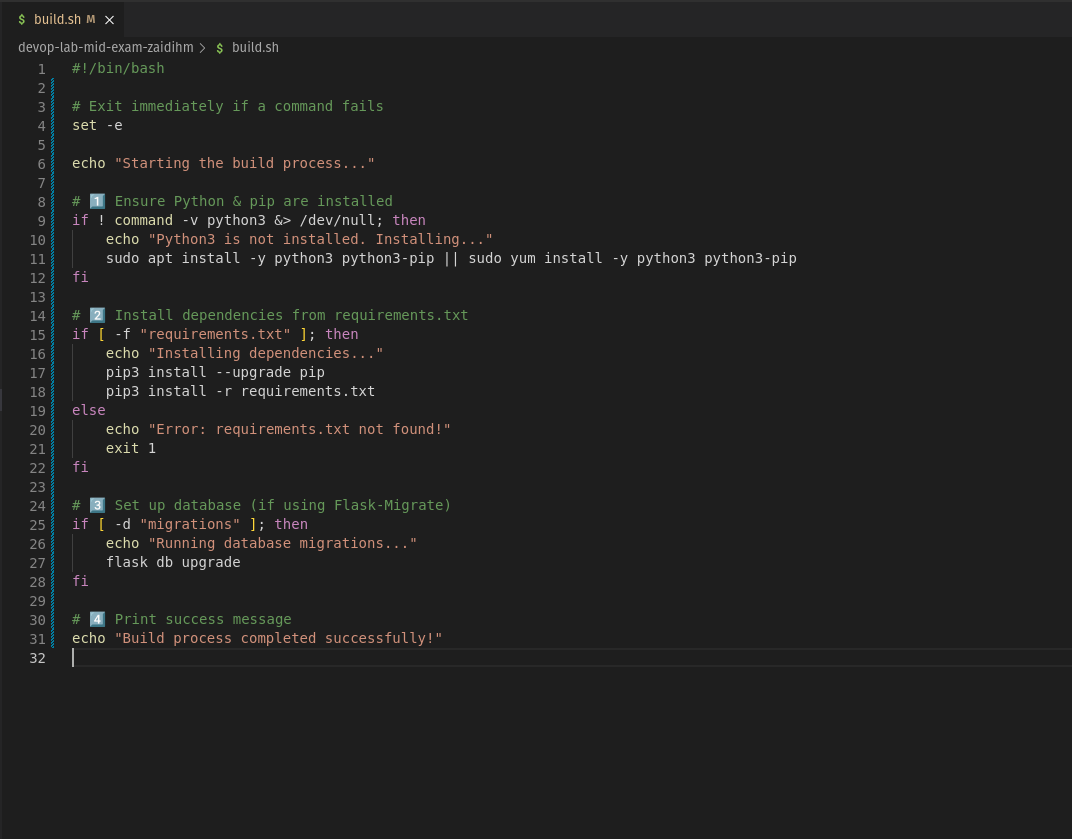 $ build.sh M ×
devop-lab-mid-exam-zaidihm > $ build.sh
1 #!/bin/bash
2
3 # Exit immediately if a command fails
4 set -e
5
6 echo "Starting the build process..."
7
8 # 1️⃣ Ensure Python & pip are installed
9 if ! command -v python3 &> /dev/null; then
10     echo "Python3 is not installed. Installing..."
11     sudo apt install -y python3 python3-pip || sudo yum install -y python3 python3-pip
12 fi
13
14 # 2️⃣ Install dependencies from requirements.txt
15 if [ -f "requirements.txt" ]; then
16     echo "Installing dependencies..."
17     pip3 install --upgrade pip
18     pip3 install -r requirements.txt
19 else
20     echo "Error: requirements.txt not found!"
21     exit 1
22 fi
23
24 # 3️⃣ Set up database (if using Flask-Migrate)
25 if [ -d "migrations" ]; then
26     echo "Running database migrations..."
27     flask db upgrade
28 fi
29
30 # 4️⃣ Print success message
31 echo "Build process completed successfully!"
32